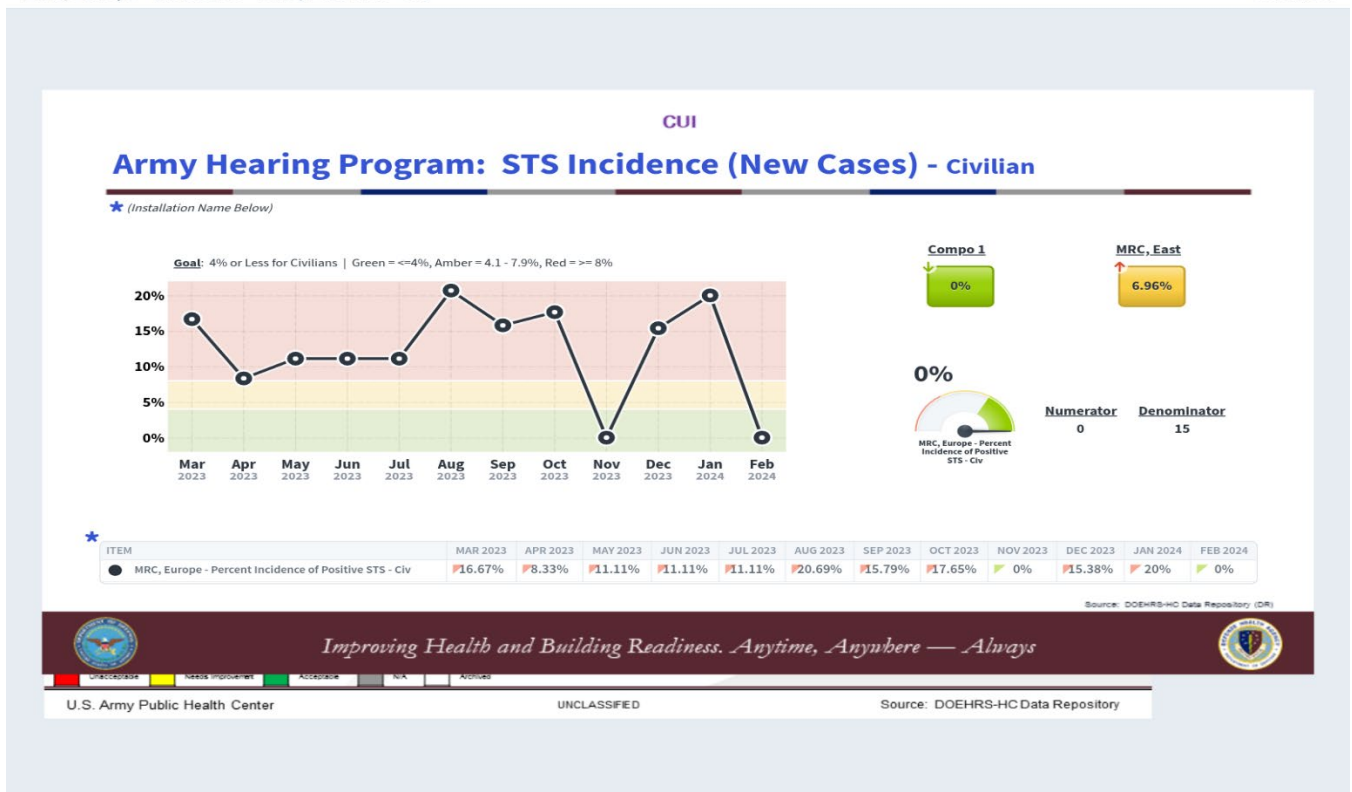 CUI
Army Hearing Program: STS Incidence (New Cases) - Civilian
* (Installation Name Below)
Goal: 4% or Less for Civilians | Green = <=4%, Amber = 4.1 - 7.9%, Red = >= 8%
20%
15%
10%
5%
0%
Mar Apr May Jun Jul Aug Sep Oct Nov Dec Jan Feb
2023 2023 2023 2023 2023 2023 2023 2023 2023 2023 2024 2024
Compo 1 MRC, East
0% 6.96%
0%
MRC, Europe - Percent
Incidence of Positive
STS - Civ
Numerator Denominator
0 15
*
ITEM MAR 2023 APR 2023 MAY 2023 JUN 2023 JUL 2023 AUG 2023 SEP 2023 OCT 2023 NOV 2023 DEC 2023 JAN 2024 FEB 2024
MRC, Europe - Percent Incidence of Positive STS - Civ 16.67% 8.33% 11.11% 11.11% 11.11% 20.69% 15.79% 17.65% 0% 15.38% 20% 0%
Source: DOEHRS-HC Data Repository (DR)
Improving Health and Building Readiness. Anytime, Anywhere — Always
Unacceptable Needs Improvement Acceptable N/A Archived
U.S. Army Public Health Center UNCLASSIFIED Source: DOEHRS-HC Data Repository